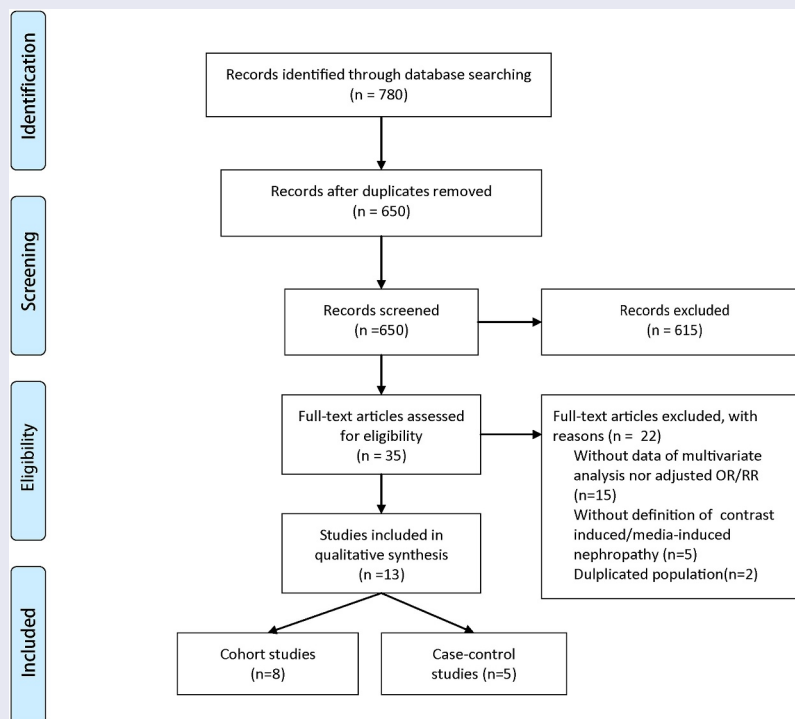 Identification
Records identified through database searching
(n = 780)
Records after duplicates removed
(n = 650)
Screening
Records screened
(n =650)
Records excluded
(n = 615)
Eligibility
Full-text articles assessed
for eligibility
(n = 35)
Full-text articles excluded, with
reasons (n = 22)
Without data of multivariate
analysis nor adjusted OR/RR
(n=15)
Without definition of contrast
induced/media-induced
nephropathy (n=5)
Dulplicated population(n=2)
Studies included in
qualitative synthesis
(n =13)
Included
Cohort studies
(n=8)
Case-control
studies (n=5)